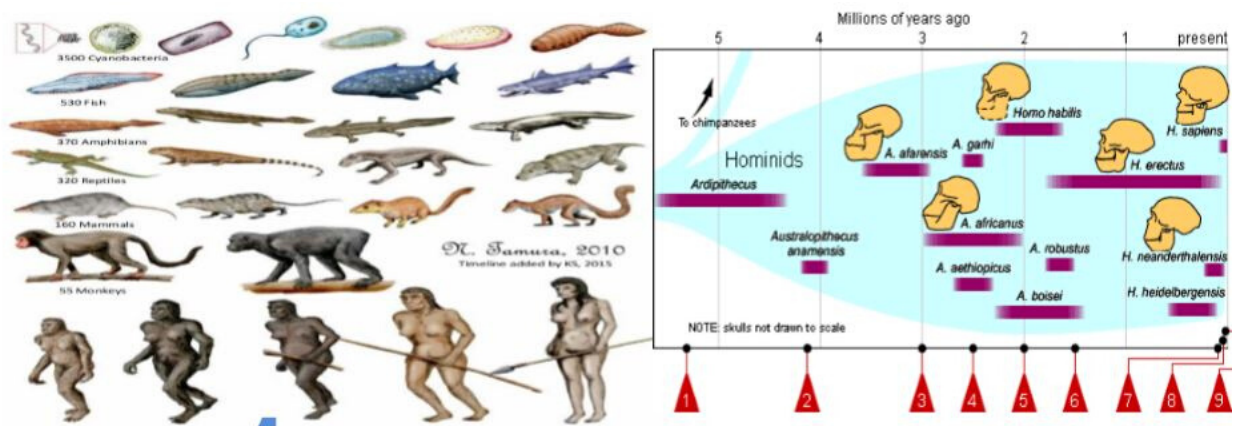 3500 Cyanobacteria
530 Fish
370 Amphibians
320 Reptiles
160 Mammals
N. Tamura, 2010
Timeline added by KS, 2015
55 Monkeys
Millions of years ago
5 4 3 2 1 present
To chimpanzees
Hominids
Ardipithecus
Australopithecus
anamensis
A. afarensis
A. garhi
Homo habilis
H. sapiens
H. erectus
A. africanus
A. aethiopicus
A. robustus
A. boisei
H. neanderthalensis
H. heidelbergensis
NOTE: skulls not drawn to scale
1 2 3 4 5 6 7 8 9